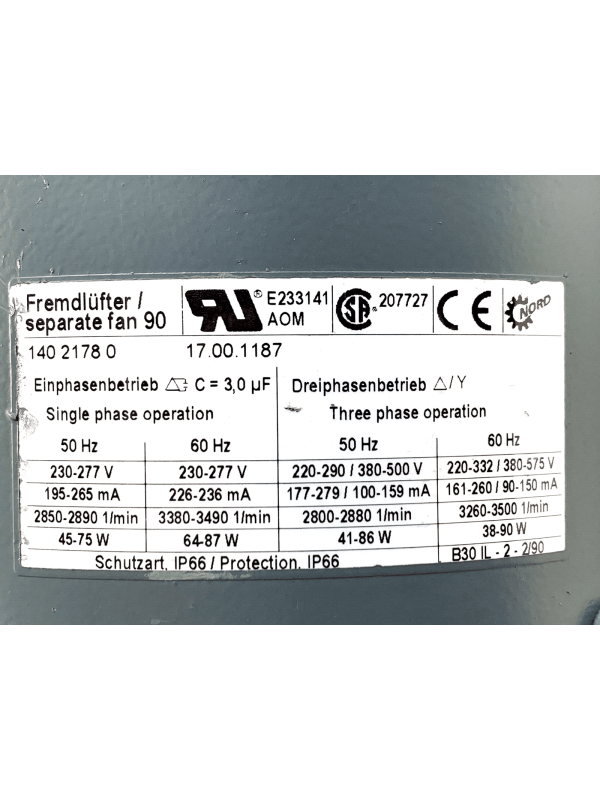 Fremdlüfter /
separate fan 90
® E233141
AOM
SA ® 207727
CE
NORD
140 2178 0 17.00.1187
Einphasenbetrieb C = 3,0 µF
Single phase operation
Dreiphasenbetrieb △/Y
Three phase operation
50 Hz 60 Hz 50 Hz 60 Hz
230-277 V 230-277 V 220-290 / 380-500 V 220-332 / 380-575 V
195-265 mA 226-236 mA 177-279 / 100-159 mA 161-260 / 90-150 mA
2850-2890 1/min 3380-3490 1/min 2800-2880 1/min 3260-3500 1/min
45-75 W 64-87 W 41-86 W 38-90 W
Schutzart. IP66 / Protection. IP66 B30 IL - 2 - 2/90